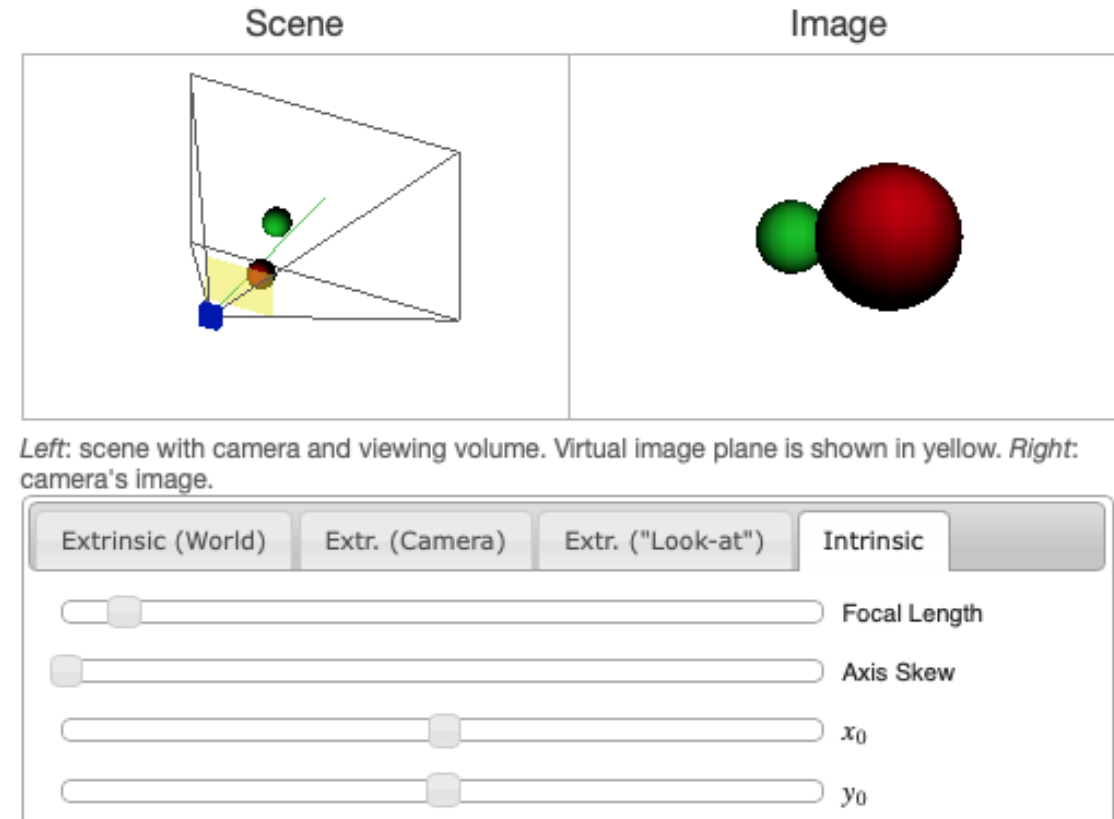 Scene
Image
Left: scene with camera and viewing volume. Virtual image plane is shown in yellow. Right:
camera's image.
Extrinsic (World)
Extr. (Camera)
Extr. ("Look-at")
Intrinsic
Focal Length
Axis Skew
x₀
y₀